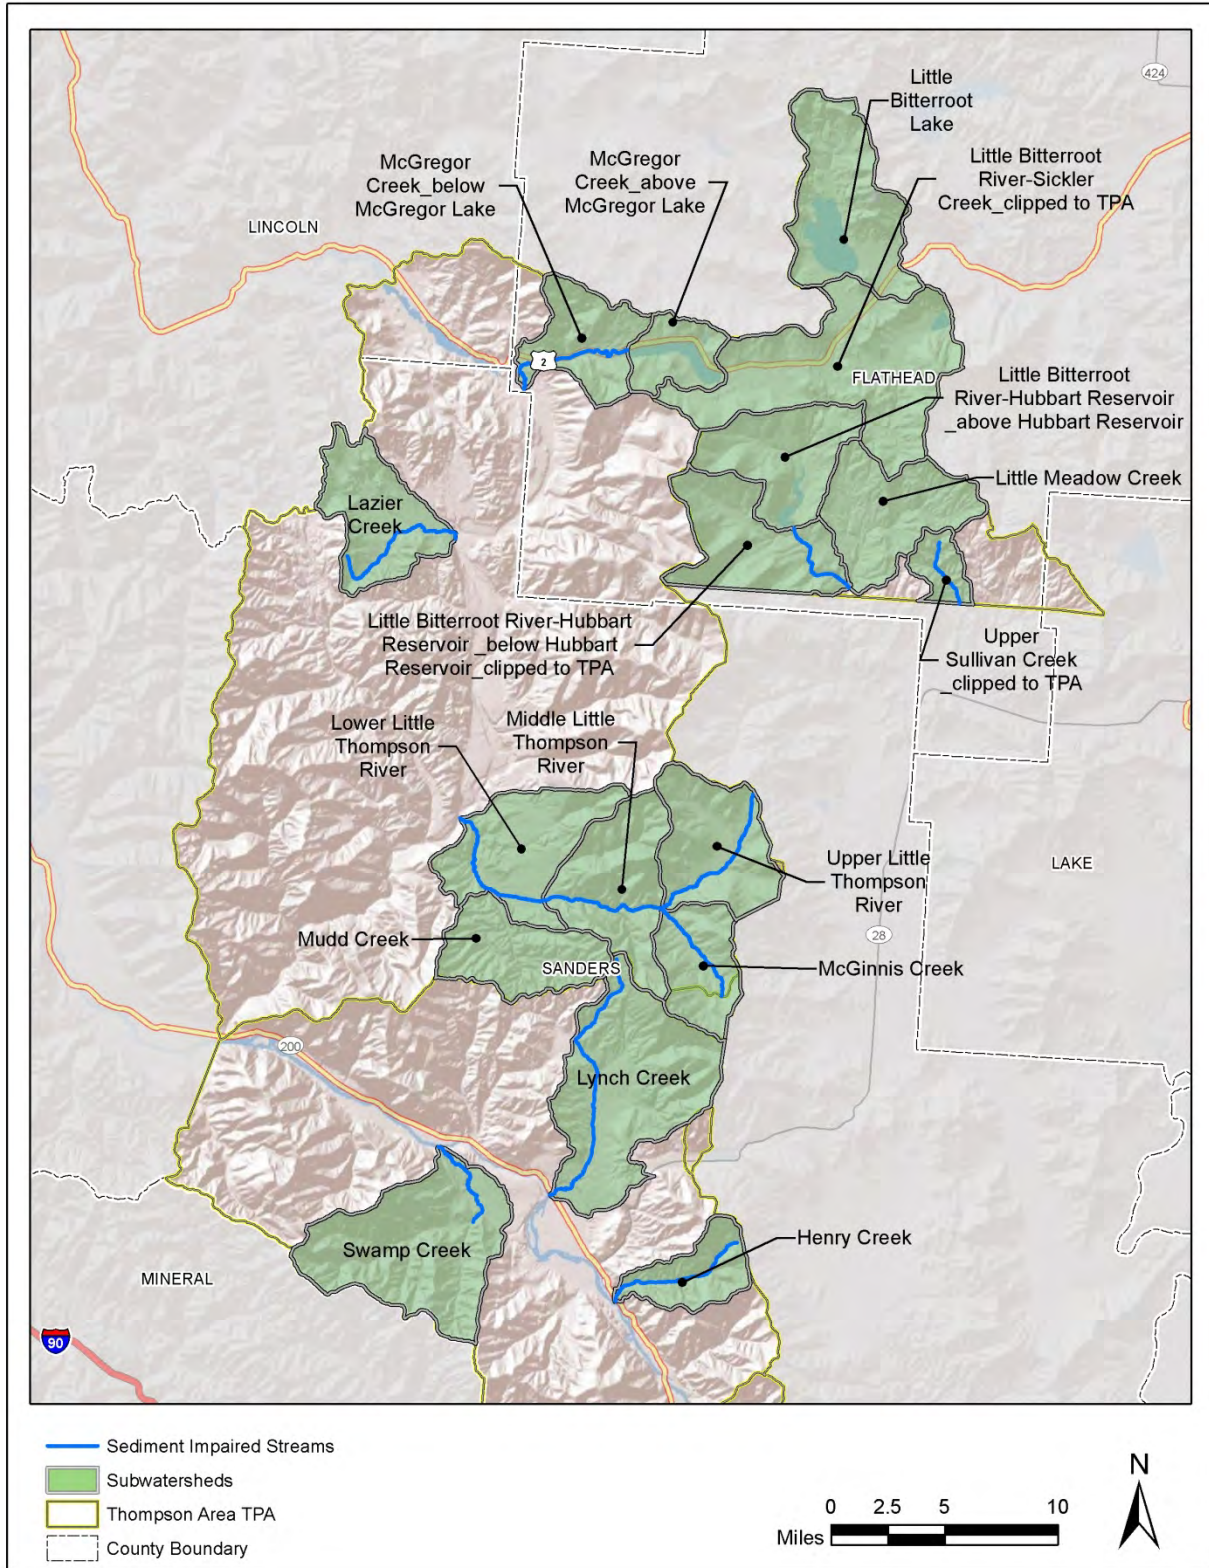 424
Little
Bitterroot
Lake
McGregor
Creek_below
McGregor Lake
McGregor
Creek_above
McGregor Lake
Little Bitterroot
River-Sickler
Creek_clipped to TPA
LINCOLN
2
FLATHEAD
Little Bitterroot
River-Hubbart Reservoir
_above Hubbart Reservoir
Little Meadow Creek
Lazier
Creek
Little Bitterroot River-Hubbart
Reservoir _below Hubbart
Reservoir_clipped to TPA
Upper
Sullivan Creek
_clipped to TPA
Lower Little
Thompson
River
Middle Little
Thompson
River
Upper Little
Thompson
River
LAKE
28
Mudd Creek
SANDERS
McGinnis Creek
200
Lynch Creek
Swamp Creek
Henry Creek
MINERAL
90
Sediment Impaired Streams
Subwatersheds
Thompson Area TPA
County Boundary
0 2.5 5 10
Miles
N